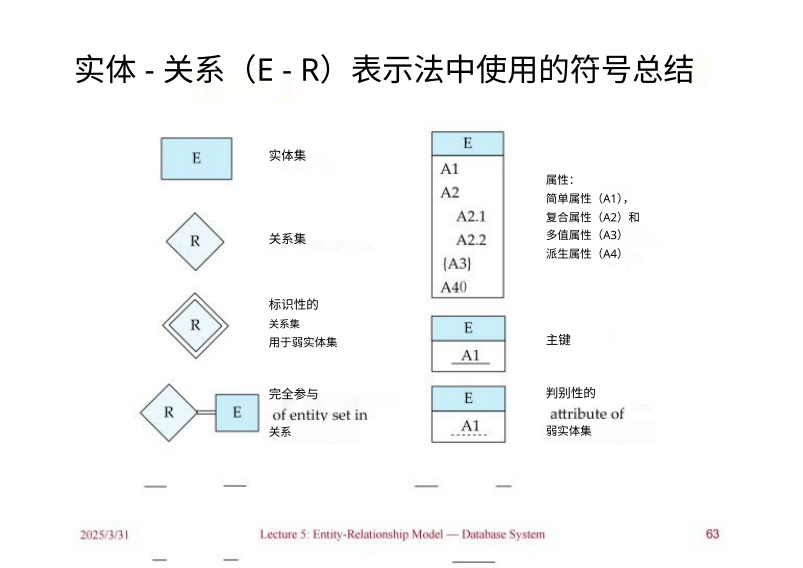 实体 - 关系（E - R）表示法中使用的符号总结
E
实体集
R
关系集
R
标识性的
关系集
用于弱实体集
R
E
完全参与
of entity set in
关系
E
A1
A2
A2.1
A2.2
{A3}
A4()
属性：
简单属性（A1），
复合属性（A2）和
多值属性（A3）
派生属性（A4）
E
A1
主键
E
A1
判别性的
attribute of
弱实体集
2025/3/31
Lecture 5: Entity-Relationship Model — Database System
63